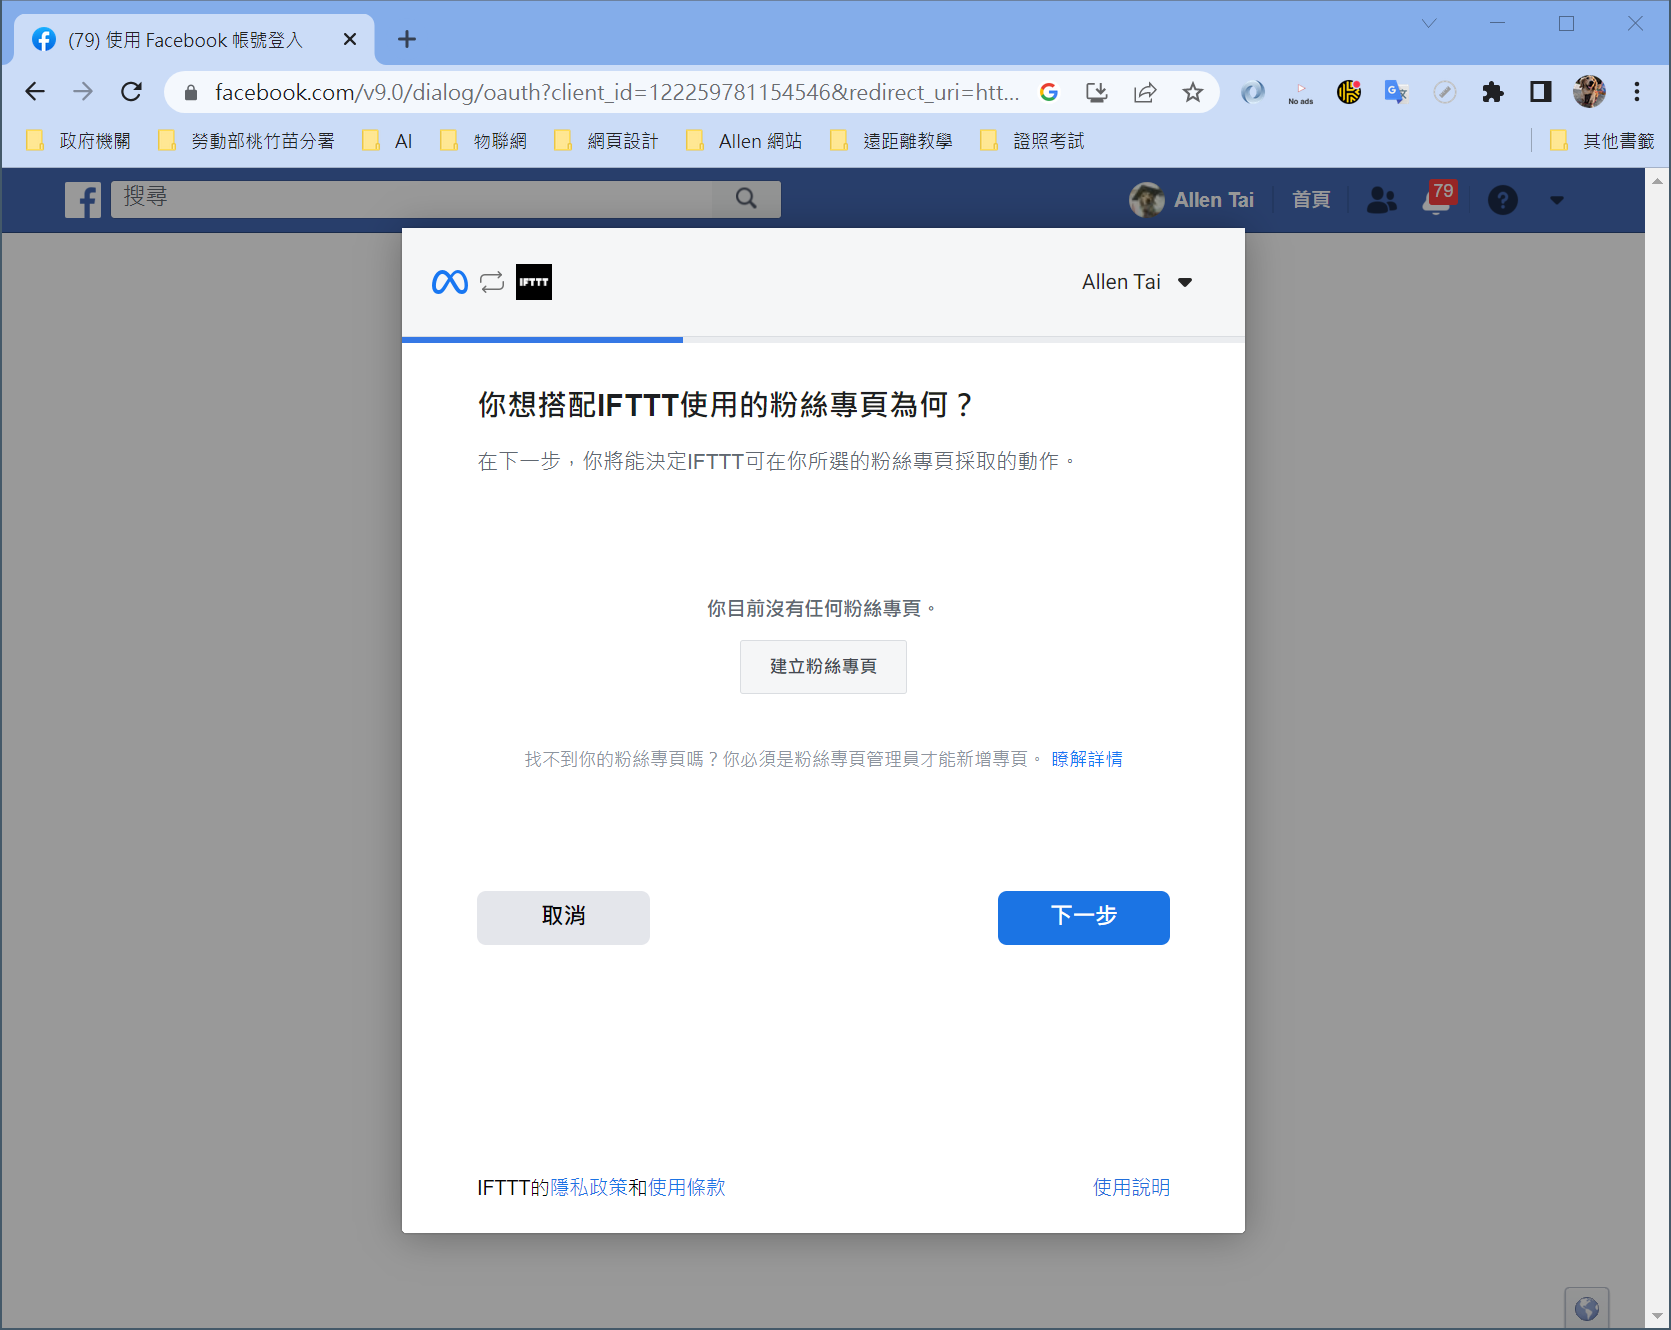 (79) 使用 Facebook 帳號登入
facebook.com/v9.0/dialog/oauth?client_id=122259781154546&redirect_uri=htt...
No ads
政府機關 勞動部桃竹苗分署 AI 物聯網 網頁設計 Allen 網站 遠距離教學 證照考試 其他書籤
搜尋 Allen Tai 首頁 79
IFTTT Allen Tai
你想搭配IFTTT使用的粉絲專頁為何？
在下一步，你將能決定IFTTT可在你所選的粉絲專頁採取的動作。
你目前沒有任何粉絲專頁。
建立粉絲專頁
找不到你的粉絲專頁嗎？你必須是粉絲專頁管理員才能新增專頁。 瞭解詳情
取消 下一步
IFTTT的隱私政策和使用條款 使用說明